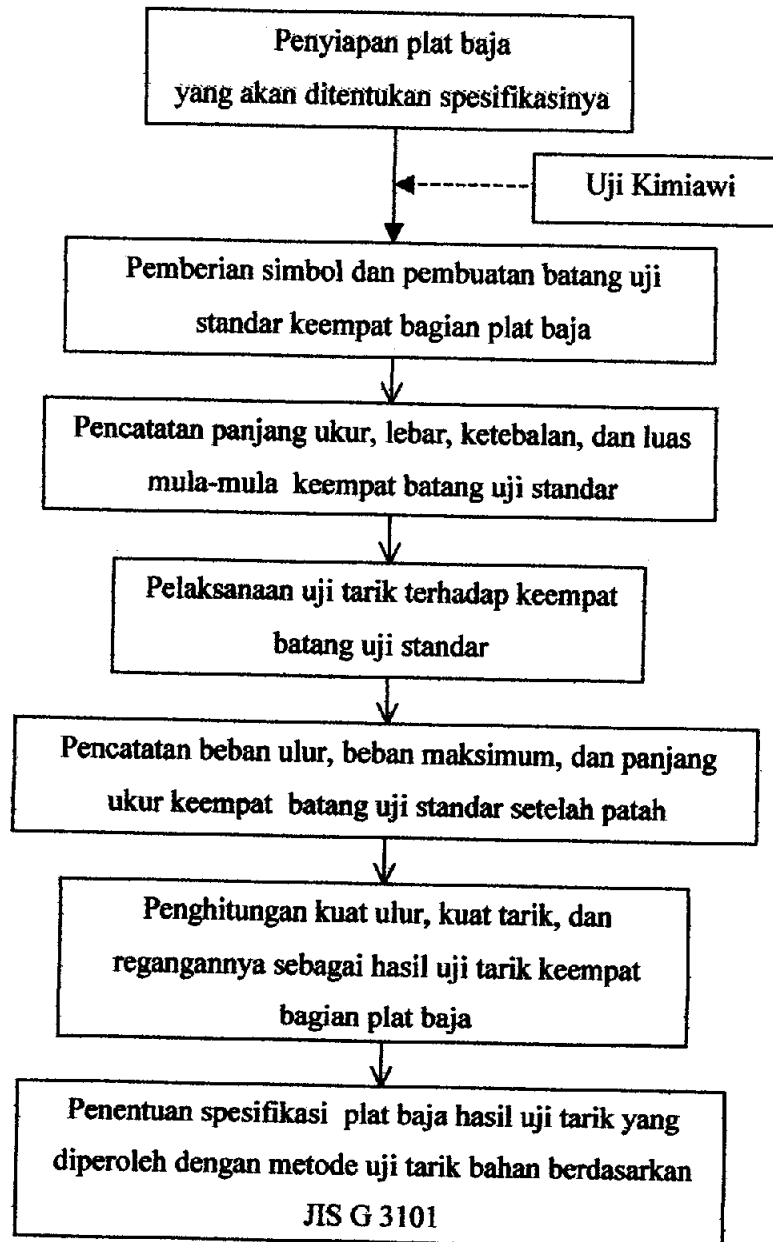 Penyiapan plat baja
yang akan ditentukan spesifikasinya
Uji Kimiawi
Pemberian simbol dan pembuatan batang uji
standar keempat bagian plat baja
Pencatatan panjang ukur, lebar, ketebalan, dan luas
mula-mula keempat batang uji standar
Pelaksanaan uji tarik terhadap keempat
batang uji standar
Pencatatan beban ulur, beban maksimum, dan panjang
ukur keempat batang uji standar setelah patah
Penghitungan kuat ulur, kuat tarik, dan
regangannya sebagai hasil uji tarik keempat
bagian plat baja
Penentuan spesifikasi plat baja hasil uji tarik yang
diperoleh dengan metode uji tarik bahan berdasarkan
JIS G 3101